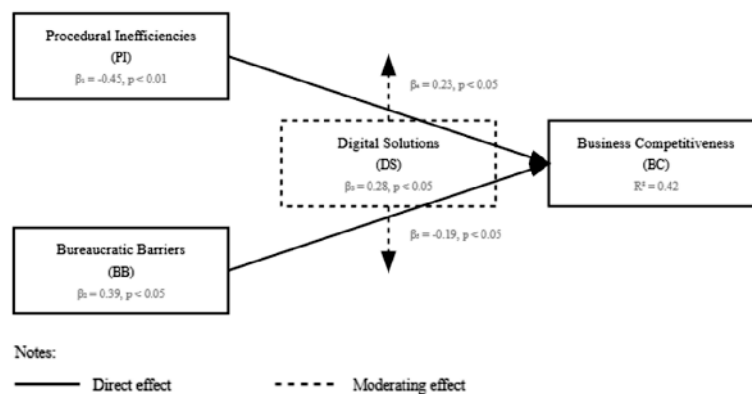 Procedural Inefficiencies
(PI)
β₁ = -0.45, p < 0.01
β₄ = 0.23, p < 0.05
Digital Solutions
(DS)
β₃ = 0.28, p < 0.05
Business Competitiveness
(BC)
R² = 0.42
β₅ = -0.19, p < 0.05
Bureaucratic Barriers
(BB)
β₂ = 0.39, p < 0.05
Notes:
Direct effect
Moderating effect